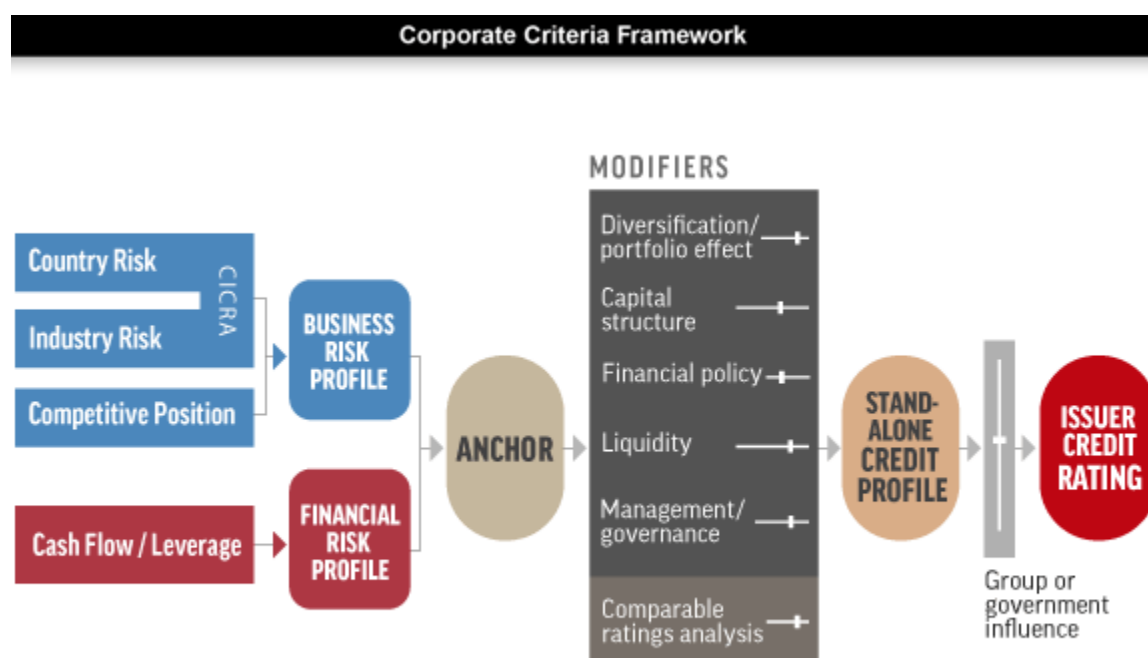 Corporate Criteria Framework
MODIFIERS
Country Risk
Industry Risk
CICRA
Competitive Position
Cash Flow / Leverage
BUSINESS
RISK
PROFILE
FINANCIAL
RISK
PROFILE
ANCHOR
Diversification/
portfolio effect
Capital
structure
Financial policy
Liquidity
Management/
governance
Comparable
ratings analysis
STAND-
ALONE
CREDIT
PROFILE
Group or
government
influence
ISSUER
CREDIT
RATING